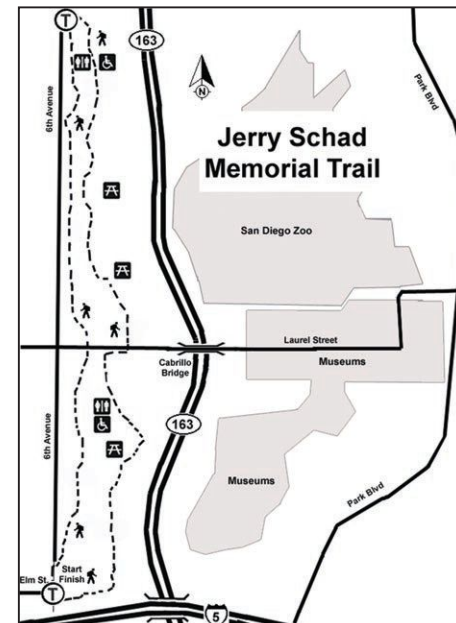 T
163
Park Blvd
6th Avenue
N
Jerry Schad
Memorial Trail
San Diego Zoo
Laurel Street
Cabrillo
Bridge
Museums
163
6th Avenue
Museums
Park Blvd
Start
Elm St.
Finish
T
5